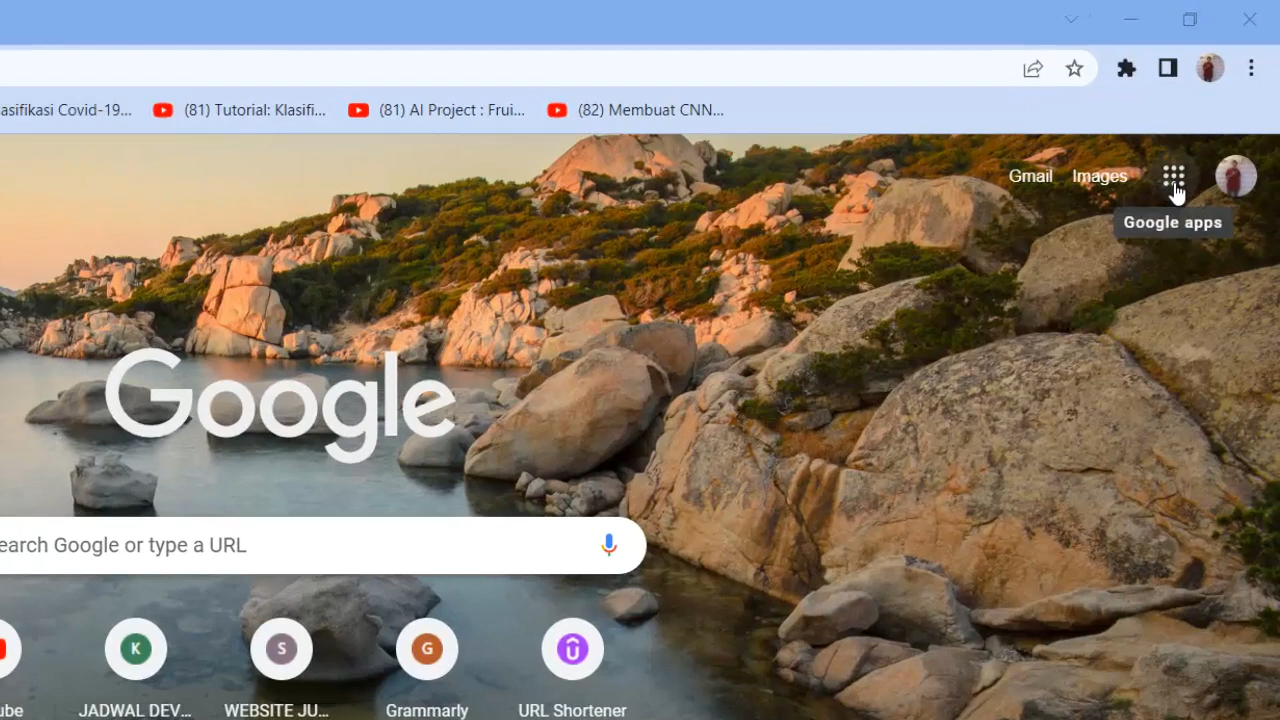 asifikasi Covid-19...
(81) Tutorial: Klasifi...
(81) AI Project : Frui...
(82) Membuat CNN...
Gmail
Images
Google apps
Google
earch Google or type a URL
K
S
G
ube
JADWAL DEV...
WEBSITE JU...
Grammarly
URL Shortener